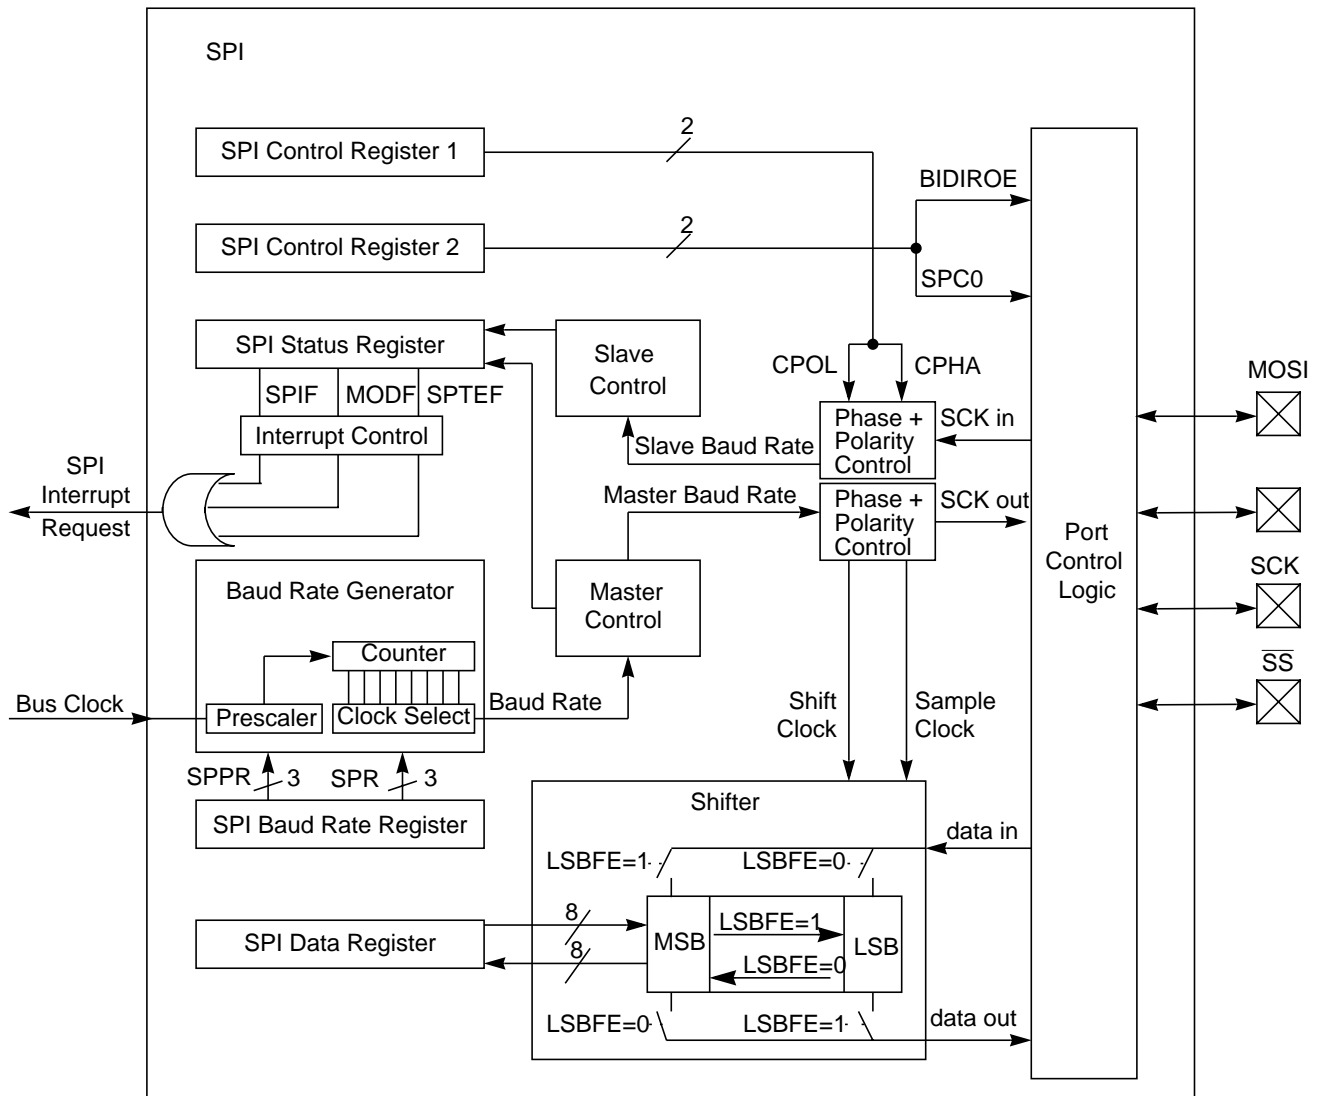 SPI
SPI Control Register 1
2
BIDIROE
SPI Control Register 2
2
SPC0
SPI Status Register
Slave
Control
CPOL
CPHA
MOSI
SPIF
MODF
SPTEF
Interrupt Control
Phase +
Polarity
Control
SCK in
Slave Baud Rate
SPI
Interrupt
Request
Master Baud Rate
Phase +
Polarity
Control
SCK out
Port
Control
Logic
SCK
Baud Rate Generator
Master
Control
SS
Counter
Bus Clock
Prescaler
Clock Select
Baud Rate
Shift
Clock
Sample
Clock
SPPR
3
SPR
3
SPI Baud Rate Register
Shifter
data in
LSBFE=1
LSBFE=0
8
SPI Data Register
8
MSB
LSBFE=1
LSBFE=0
LSB
LSBFE=0
LSBFE=1
data out